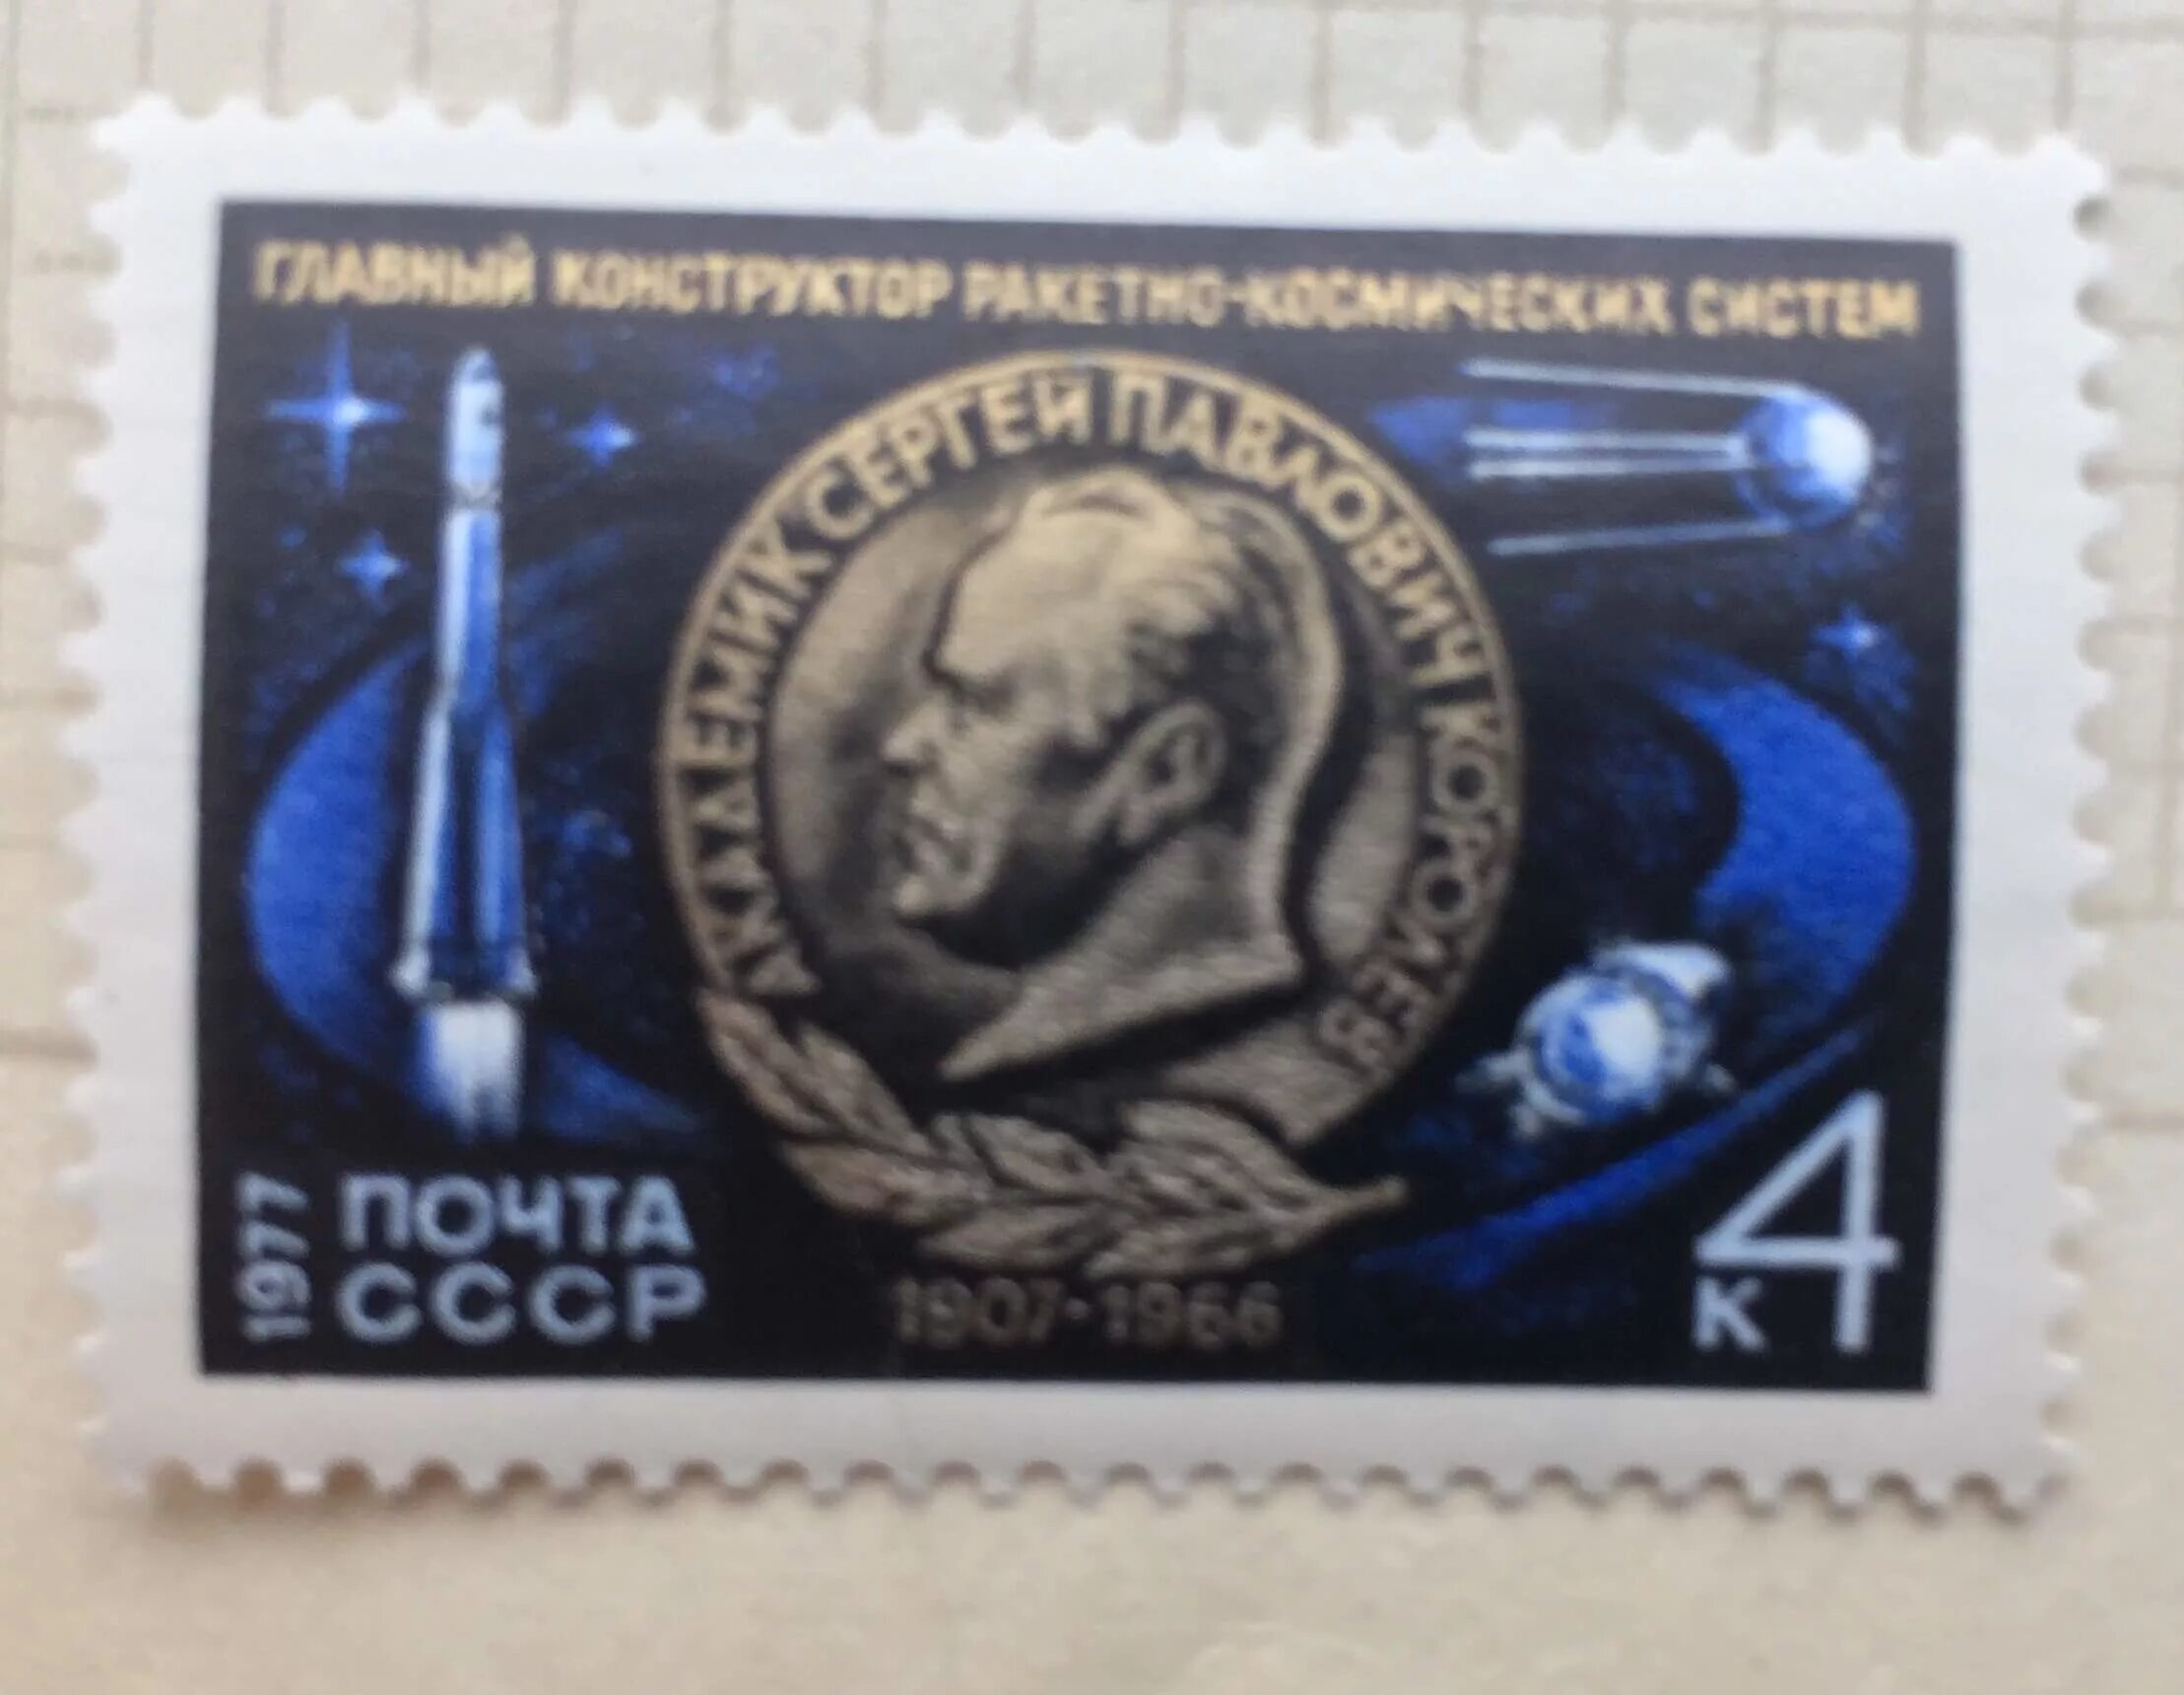 ГЛАВНЫЙ КОНСТРУКТОР РАКЕТНО-КОСМИЧЕСКИХ СИСТЕМ
АКАДЕМИК СЕРГЕЙ ПАВЛОВИЧ КОРОЛЕВ
1977
ПОЧТА
СССР
1907-1966
4
К